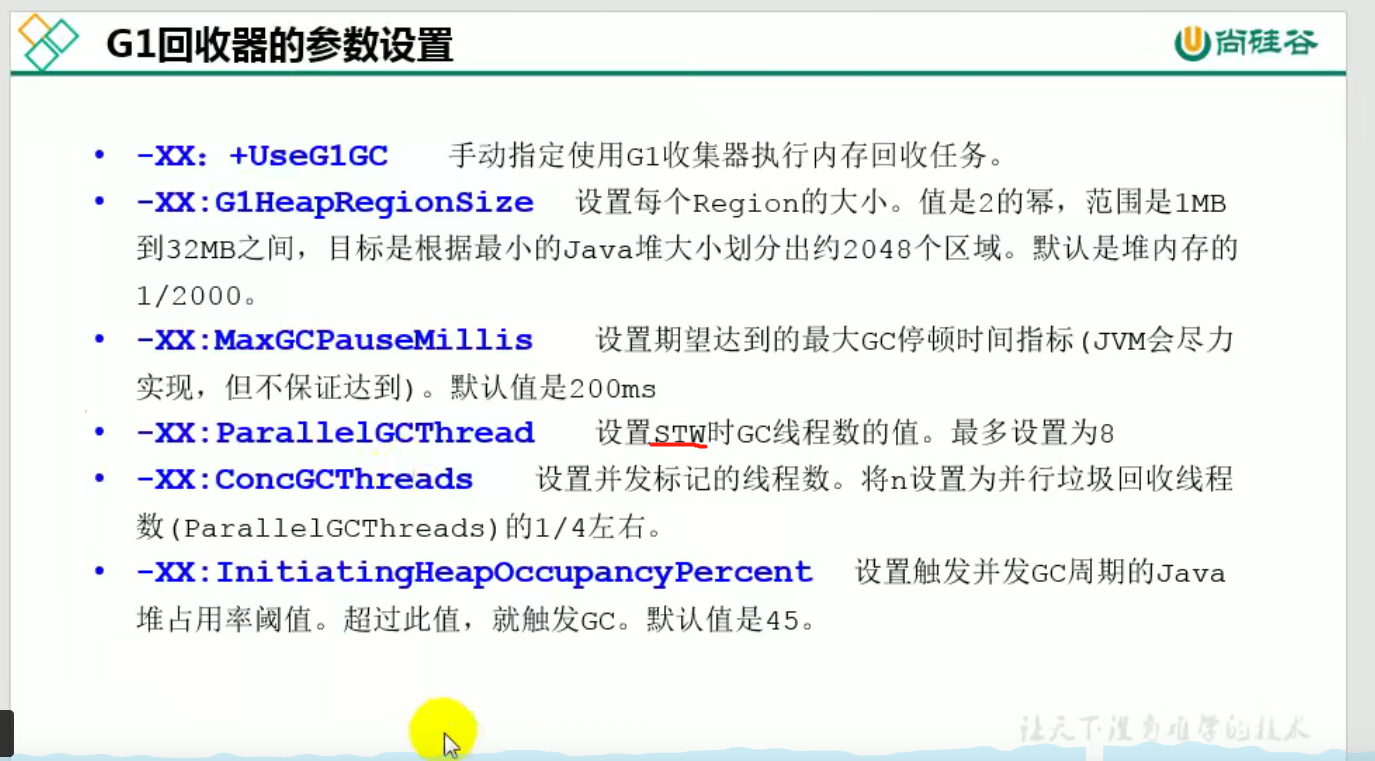 G1回收器的参数设置
尚硅谷
• -XX: +UseG1GC 手动指定使用G1收集器执行内存回收任务。
• -XX:G1HeapRegionSize 设置每个Region的大小。值是2的幂，范围是1MB
到32MB之间，目标是根据最小的Java堆大小划分出约2048个区域。默认是堆内存的
1/2000。
• -XX:MaxGCPauseMillis 设置期望达到的最大GC停顿时间指标(JVM会尽力
实现，但不保证达到)。默认值是200ms
• -XX:ParallelGCThread 设置STW时GC线程数的值。最多设置为8
• -XX:ConcGCThreads 设置并发标记的线程数。将n设置为并行垃圾回收线程
数(ParallelGCThreads)的1/4左右。
• -XX:InitiatingHeapOccupancyPercent 设置触发并发GC周期的Java
堆占用率阈值。超过此值，就触发GC。默认值是45。
让天下没有难学的技术